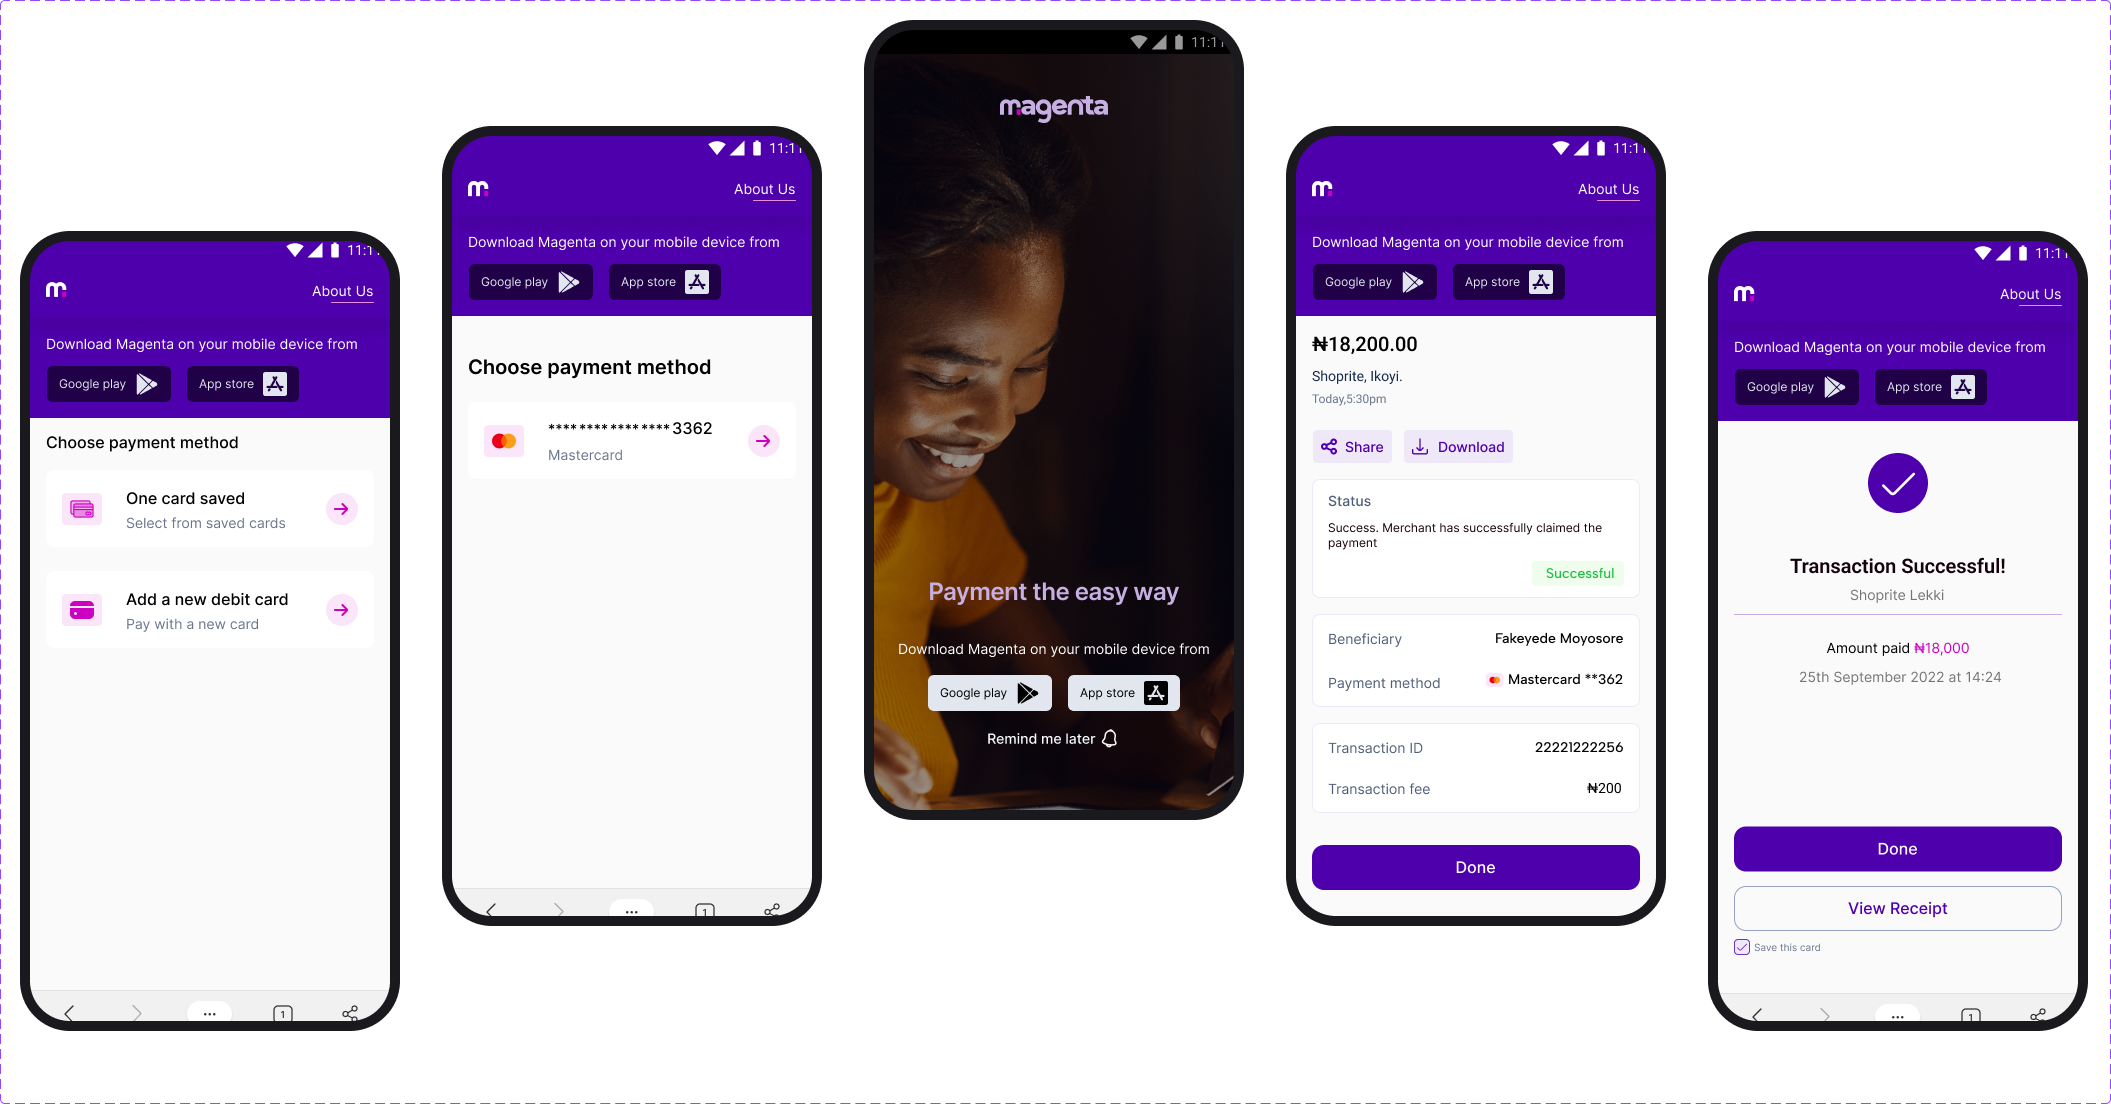 11:11
About Us
Download Magenta on your mobile device from
Google play
App store
Choose payment method
One card saved
Select from saved cards
Add a new debit card
Pay with a new card
1
11:11
m
About Us
Download Magenta on your mobile device from
Google play
App store
Choose payment method
****************3362
Mastercard
1
11:11
magenta
Payment the easy way
Download Magenta on your mobile device from
Google play
App store
Remind me later
11:11
m
About Us
Download Magenta on your mobile device from
Google play
App store
₦18,200.00
Shoprite, Ikoyi.
Today,5:30pm
Share
Download
Status
Success. Merchant has successfully claimed the
payment
Successful
Beneficiary Fakeyede Moyosore
Payment method Mastercard **362
Transaction ID 22221222256
Transaction fee ₦200
Done
11:11
m
About Us
Download Magenta on your mobile device from
Google play
App store
Transaction Successful!
Shoprite Lekki
Amount paid ₦18,000
25th September 2022 at 14:24
Done
View Receipt
Save this card
1